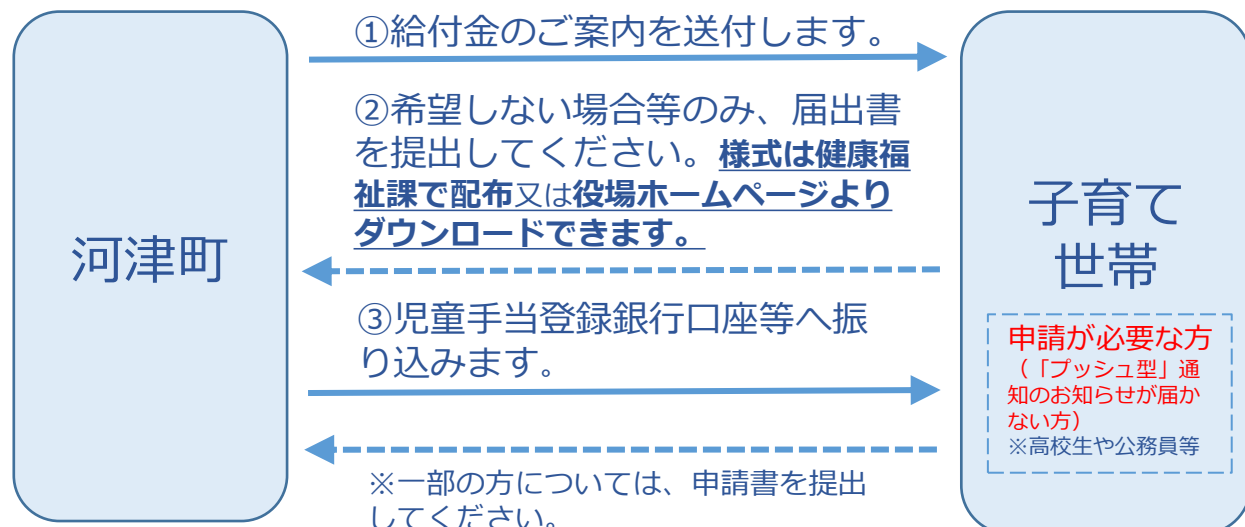 河津町
①給付金のご案内を送付します。
②希望しない場合等のみ、届出書
を提出してください。様式は健康福
祉課で配布又は役場ホームページより
ダウンロードできます。
③児童手当登録銀行口座等へ振
り込みます。
※一部の方については、申請書を提出
してください。
子育て
世帯
申請が必要な方
(「プッシュ型」通
知のお知らせが届か
ない方)
※高校生や公務員等